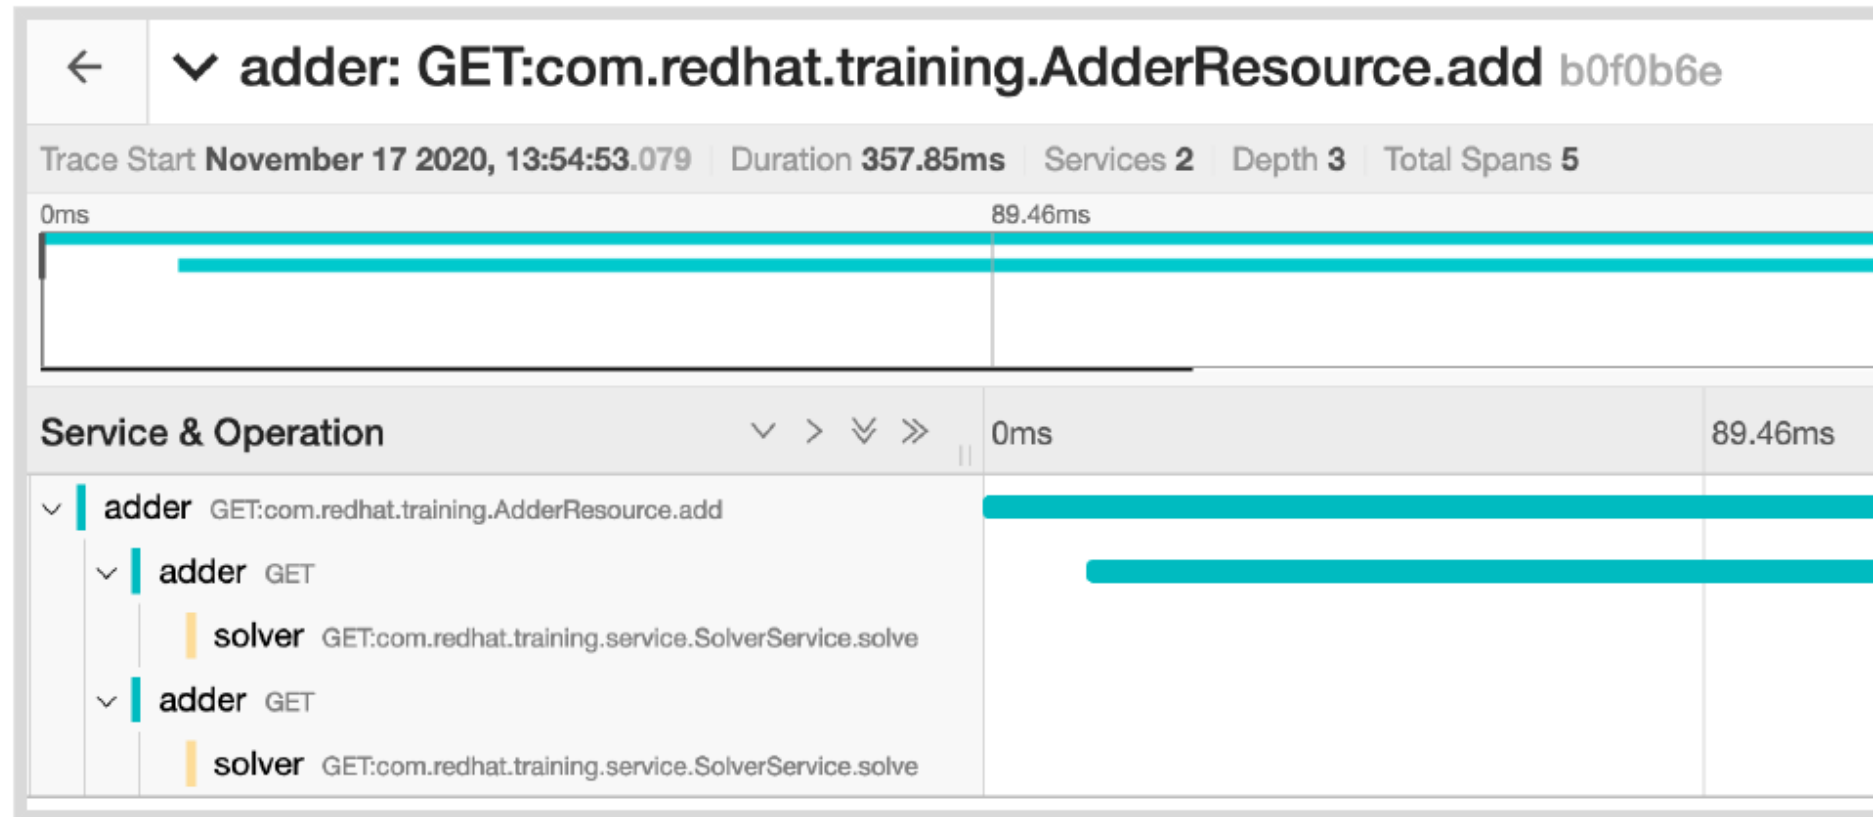 adder: GET:com.redhat.training.AdderResource.add b0f0b6e
Trace Start November 17 2020, 13:54:53.079 Duration 357.85ms Services 2 Depth 3 Total Spans 5
0ms 89.46ms
Service & Operation 0ms 89.46ms
adder GET:com.redhat.training.AdderResource.add
adder GET
solver GET:com.redhat.training.service.SolverService.solve
adder GET
solver GET:com.redhat.training.service.SolverService.solve